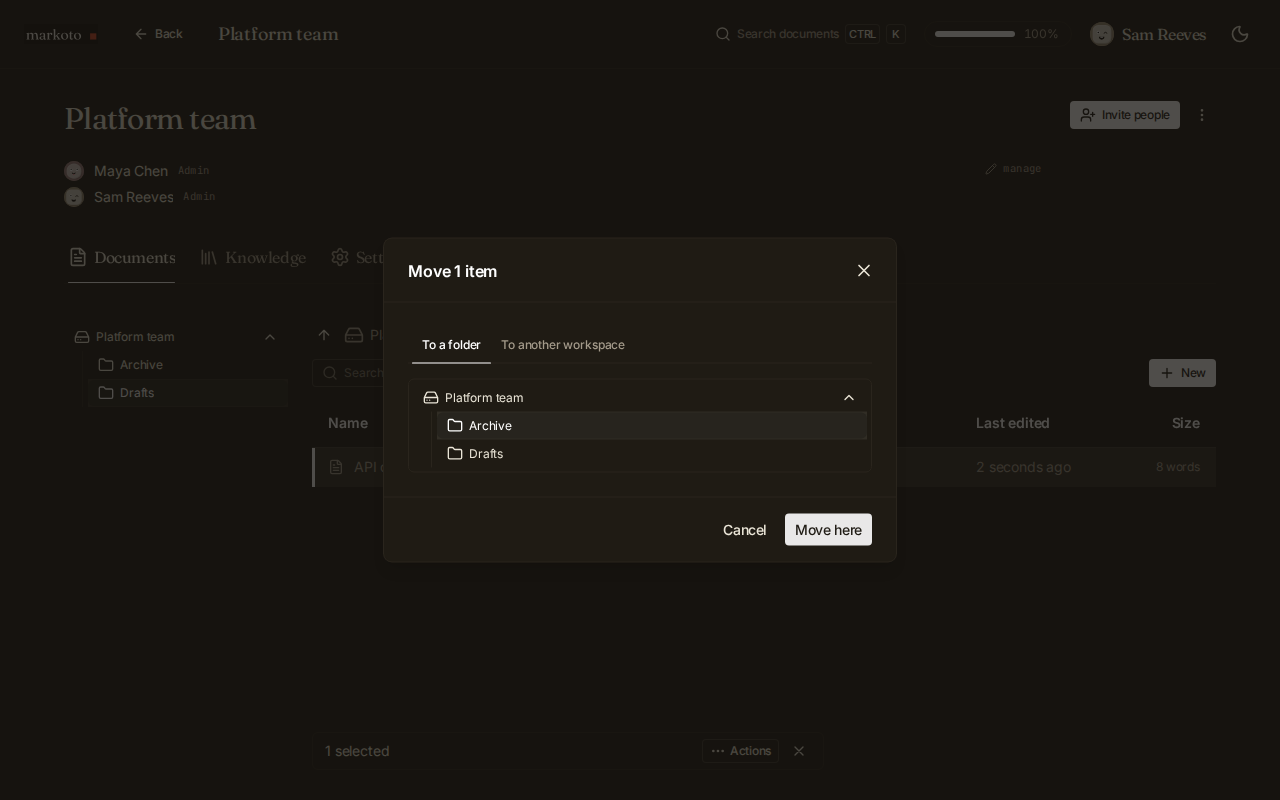 markoto
Back
Platform team
Search documents
CTRL
K
100%
Sam Reeves
Platform team
Invite people
Maya Chen
Admin
manage
Sam Reeves
Admin
Documents
Knowledge
Move 1 item
To a folder
To another workspace
Platform team
Archive
Drafts
Platform team
Archive
Drafts
Search
New
Name
Last edited
Size
API
2 seconds ago
8 words
Cancel
Move here
1 selected
Actions